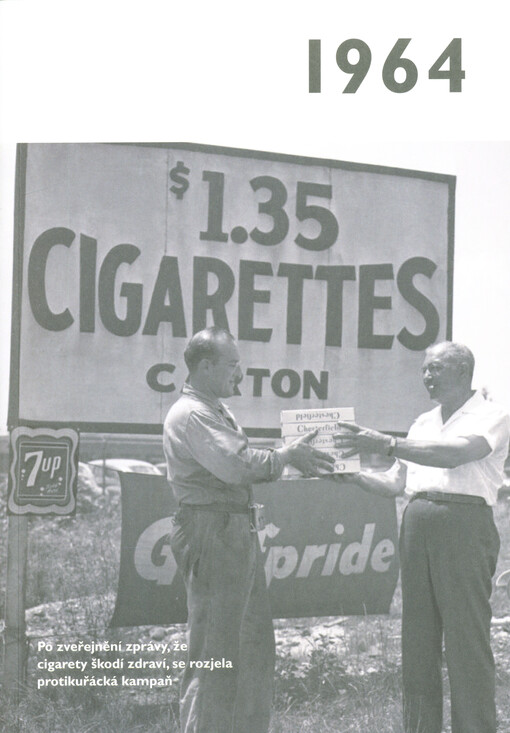 1964
$1.35
CIGARETTES
CARTON
Chesterfield
Chesterfield
7up
Gulfpride
Po zveřejnění zprávy, že
cigarety škodí zdraví, se rozjela
protikuřácká kampaň